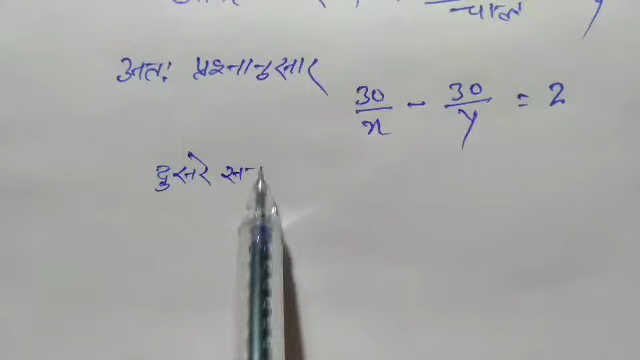 चाल
अतः प्रश्नानुसार
30/x - 30/y = 2
दुसरे